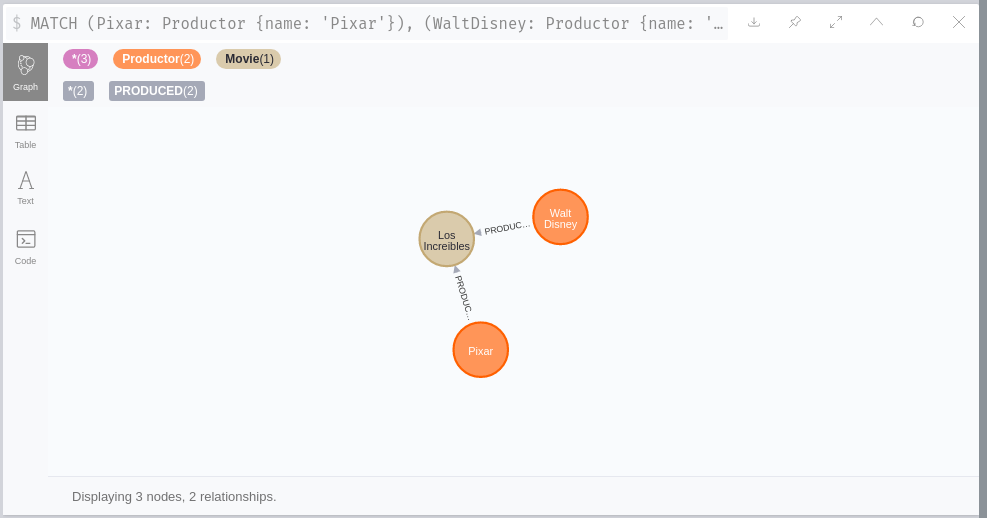 $ MATCH (Pixar: Productor {name: 'Pixar'}), (WaltDisney: Productor {name: '…
*(3) Productor(2) Movie(1)
*(2) PRODUCED(2)
Graph
Table
Text
Code
Walt
Disney
PRODUC…
Los
Increibles
PRODUC…
Pixar
Displaying 3 nodes, 2 relationships.